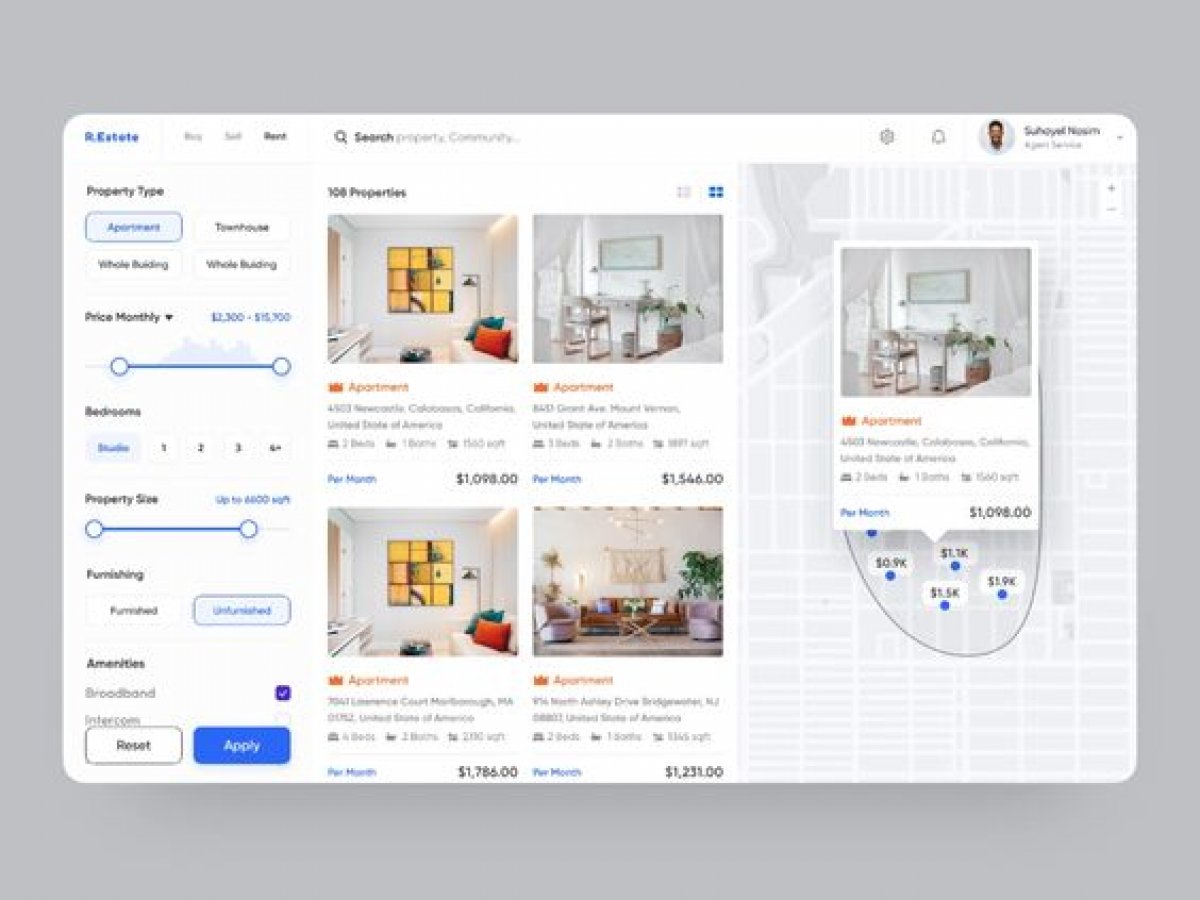 R.Estate
Buy
Sell
Rent
Search property, Community...
Suhayel Nasim
Agent Service
Property Type
Apartment
Townhouse
Whole Buiding
Whole Buiding
Price Monthly
$2,300 - $15,700
Bedrooms
Studio
1
2
3
4+
Property Size
Up to 6600 sqft
Furnishing
Furnished
Unfurnished
Amenities
Broadband
Intercom
Reset
Apply
108 Properties
Apartment
4503 Newcastle, Calabasas, California,
United State of America
2 Beds
1 Baths
1560 sqft
Per Month
$1,098.00
Apartment
Grant Ave. Mount Vernon,
United State of America
3 Beds
2 Baths
sqft
Per Month
$1,546.00
Apartment
7041 Lawrence Court Marlborough, MA
01752, United State of America
4 Beds
2 Baths
sqft
Per Month
$1,786.00
Apartment
914 North Ashley Drive Bridgewater, NJ
08807, United State of America
2 Beds
1 Baths
sqft
Per Month
$1,231.00
+
−
Apartment
4503 Newcastle, Calabasas, California,
United State of America
2 Beds
1 Baths
1560 sqft
Per Month
$1,098.00
$0.9K
$1.1K
$1.5K
$1.9K